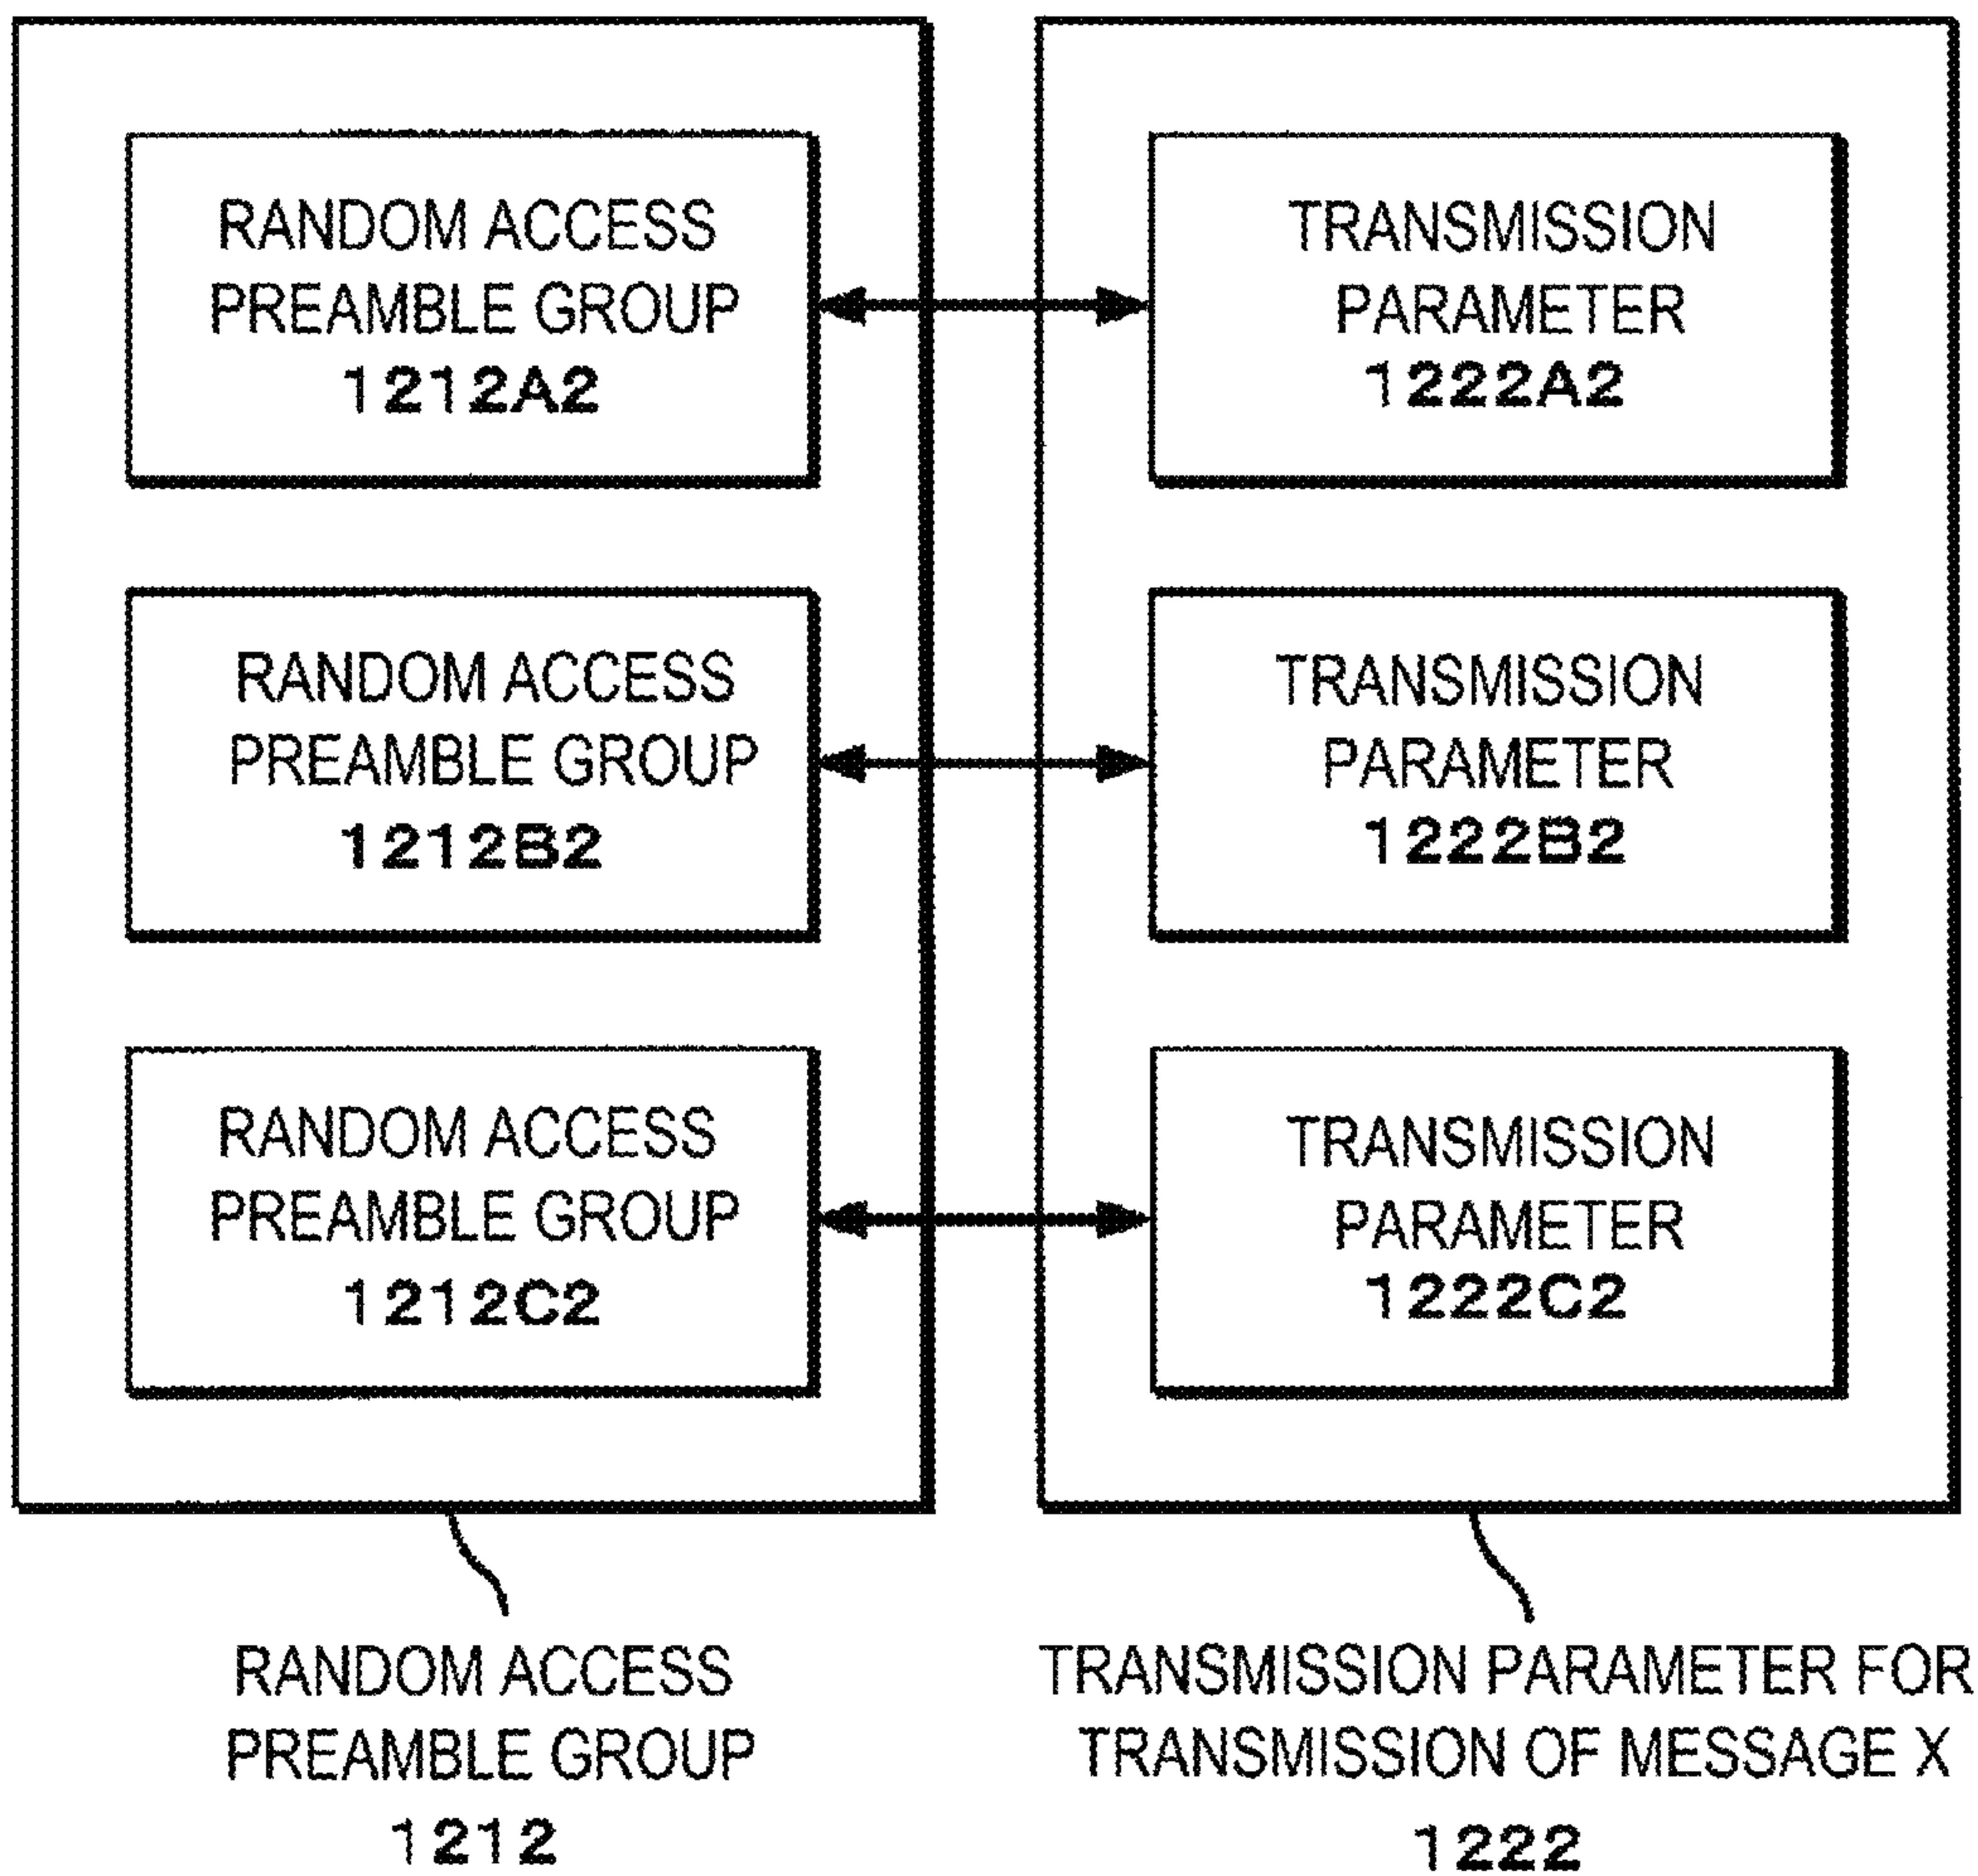 RANDOM ACCESS
PREAMBLE GROUP
1212A2
TRANSMISSION
PARAMETER
1222A2
RANDOM ACCESS
PREAMBLE GROUP
1212B2
TRANSMISSION
PARAMETER
1222B2
RANDOM ACCESS
PREAMBLE GROUP
1212C2
TRANSMISSION
PARAMETER
1222C2
RANDOM ACCESS
PREAMBLE GROUP
1212
TRANSMISSION PARAMETER FOR
TRANSMISSION OF MESSAGE X
1222